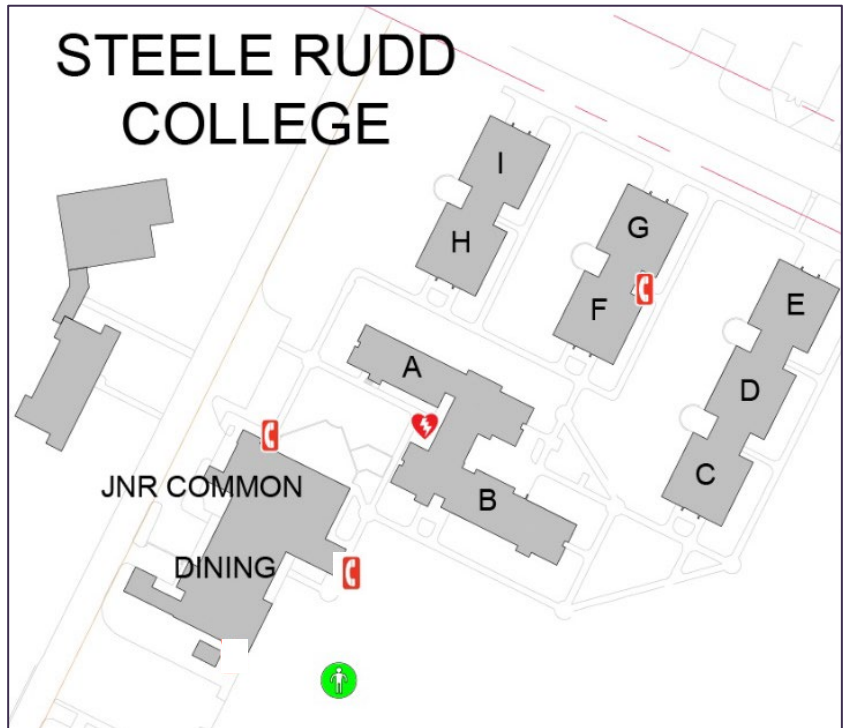 STEELE RUDD
COLLEGE
I
H
G
F
E
D
C
A
B
JNR COMMON
DINING